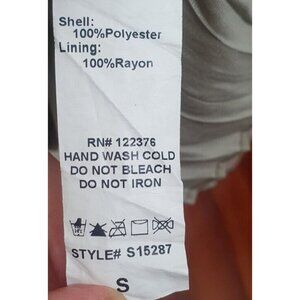 Shell:
100%Polyester
Lining:
100%Rayon
RN# 122376
HAND WASH COLD
DO NOT BLEACH
DO NOT IRON
STYLE# S15287
S